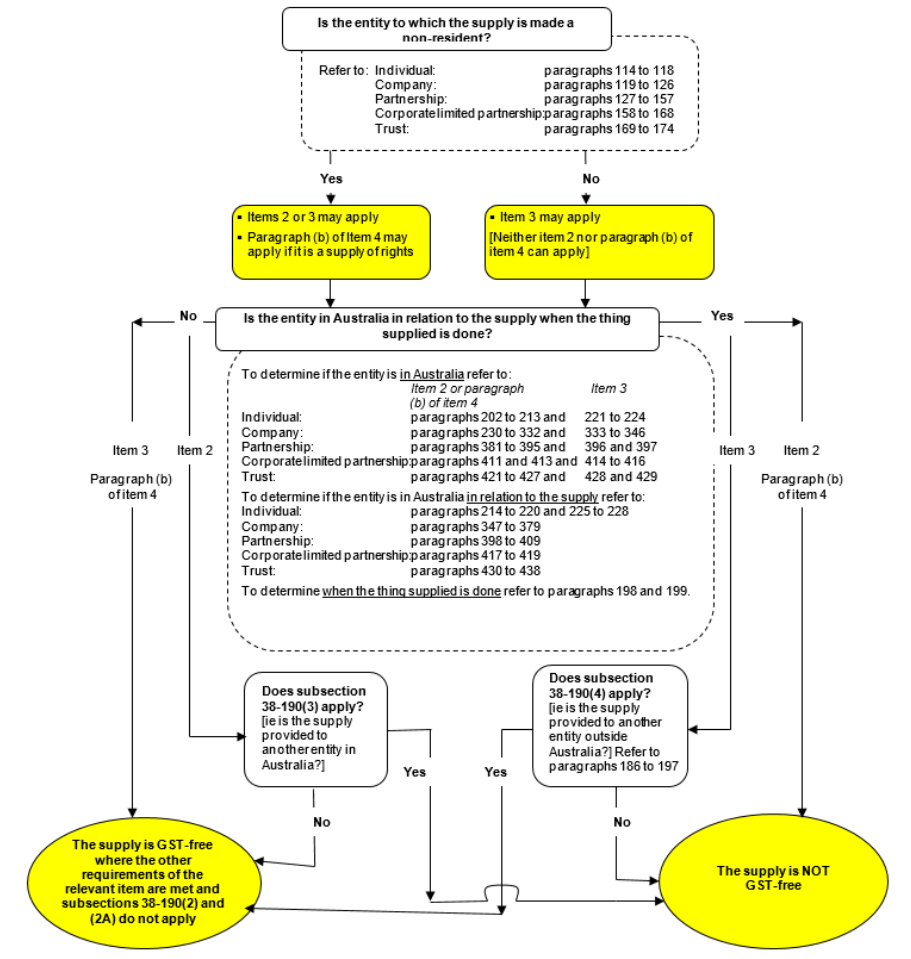 Is the entity to which the supply is made a
non-resident?
Refer to: Individual: paragraphs 114 to 118
Company: paragraphs 119 to 126
Partnership: paragraphs 127 to 157
Corporate limited partnership: paragraphs 158 to 168
Trust: paragraphs 169 to 174
Yes
No
▪ Items 2 or 3 may apply
▪ Paragraph (b) of Item 4 may
apply if it is a supply of rights
▪ Item 3 may apply
[Neither item 2 nor paragraph (b) of
item 4 can apply]
No
Is the entity in Australia in relation to the supply when the thing
supplied is done?
Yes
To determine if the entity is in Australia refer to:
Item 2 or paragraph Item 3
(b) of item 4
Individual: paragraphs 202 to 213 and 221 to 224
Company: paragraphs 230 to 332 and 333 to 346
Partnership: paragraphs 381 to 395 and 396 and 397
Corporate limited partnership: paragraphs 411 and 413 and 414 to 416
Trust: paragraphs 421 to 427 and 428 and 429
To determine if the entity is in Australia in relation to the supply refer to:
Individual: paragraphs 214 to 220 and 225 to 228
Company: paragraphs 347 to 379
Partnership: paragraphs 398 to 409
Corporate limited partnership: paragraphs 417 to 419
Trust: paragraphs 430 to 438
To determine when the thing supplied is done refer to paragraphs 198 and 199.
Item 3
Paragraph (b)
of item 4
Item 2
Item 3
Item 2
Paragraph (b)
of item 4
Does subsection
38-190(3) apply?
[ie is the supply
provided to
another entity in
Australia?]
Does subsection
38-190(4) apply?
[ie is the supply
provided to another
entity outside
Australia?] Refer to
paragraphs 186 to 197
Yes
Yes
No
No
The supply is GST-free
where the other
requirements of the
relevant item are met and
subsections 38-190(2) and
(2A) do not apply
The supply is NOT
GST-free